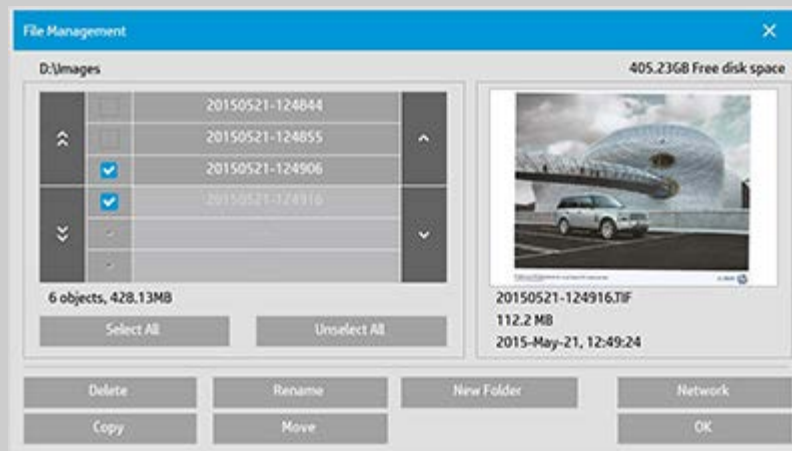 File Management
D:\Images
405.23GB Free disk space
20150521-124844
20150521-124855
20150521-124906
20150521-124916
6 objects, 428.13MB
Select All
Unselect All
20150521-124916.TIF
112.2 MB
2015-May-21, 12:49:24
Delete
Rename
New Folder
Network
Copy
Move
OK